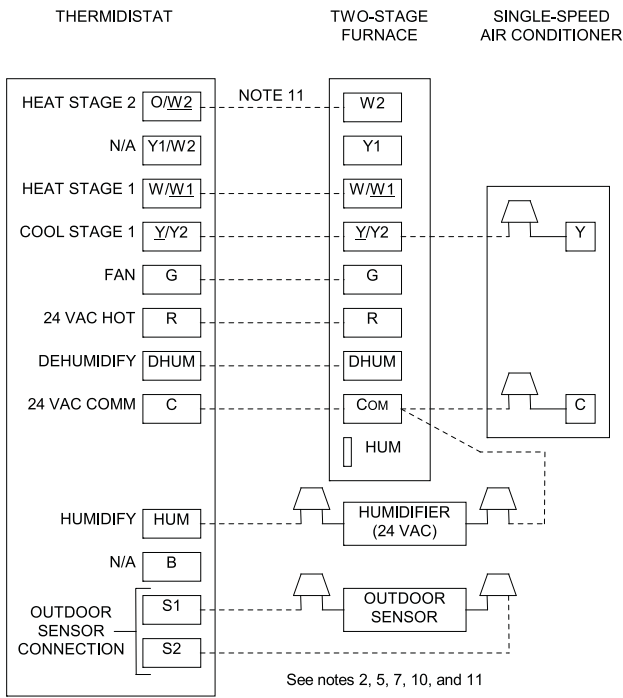 THERMIDISTAT
TWO-STAGE
FURNACE
SINGLE-SPEED
AIR CONDITIONER
HEAT STAGE 2 O/W2 NOTE 11 W2
N/A Y1/W2 Y1
HEAT STAGE 1 W/W1 W/W1
COOL STAGE 1 Y/Y2 Y/Y2 Y
FAN G G
24 VAC HOT R R
DEHUMIDIFY DHUM DHUM
24 VAC COMM C COM C
HUM
HUMIDIFY HUM
HUMIDIFIER
(24 VAC)
N/A B
OUTDOOR
SENSOR
CONNECTION
S1
S2
OUTDOOR
SENSOR
See notes 2, 5, 7, 10, and 11